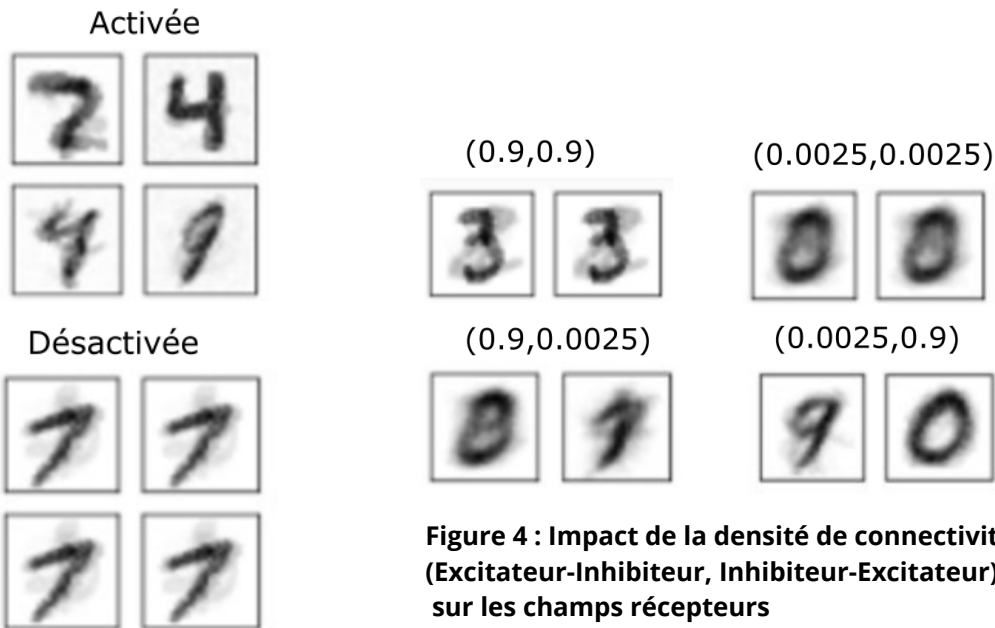 Activée
Désactivée
(0.9,0.9)
(0.0025,0.0025)
(0.9,0.0025)
(0.0025,0.9)
Figure 4 : Impact de la densité de connectivit
(Excitateur-Inhibiteur, Inhibiteur-Excitateur)
sur les champs récepteurs